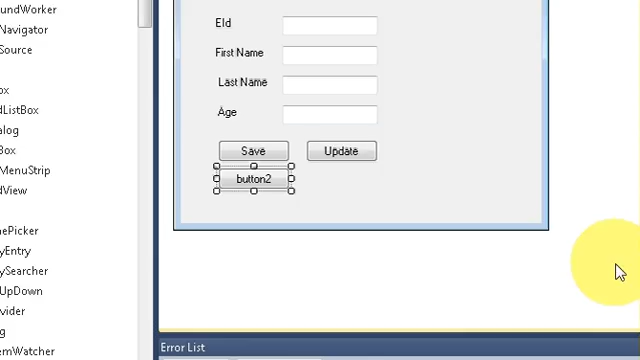 undWorker
Navigator
Source
ox
dListBox
alog
Box
MenuStrip
dView
nePicker
yEntry
ySearcher
UpDown
vider
g
emWatcher
EId
First Name
Last Name
Age
Save
Update
button2
Error List